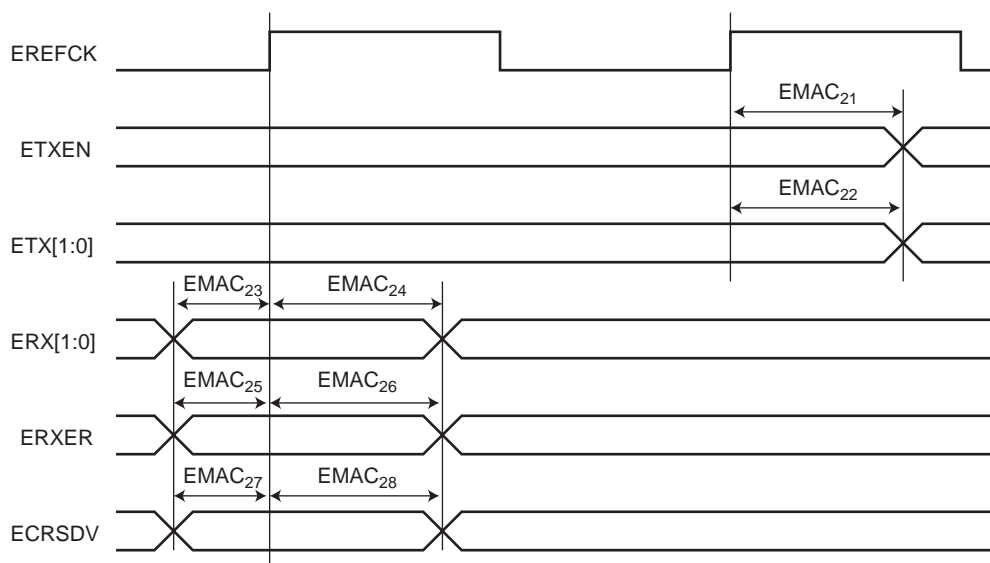 EREFCK
EMAC21
ETXEN
EMAC22
ETX[1:0]
EMAC23 EMAC24
ERX[1:0]
EMAC25 EMAC26
ERXER
EMAC27 EMAC28
ECRSDV